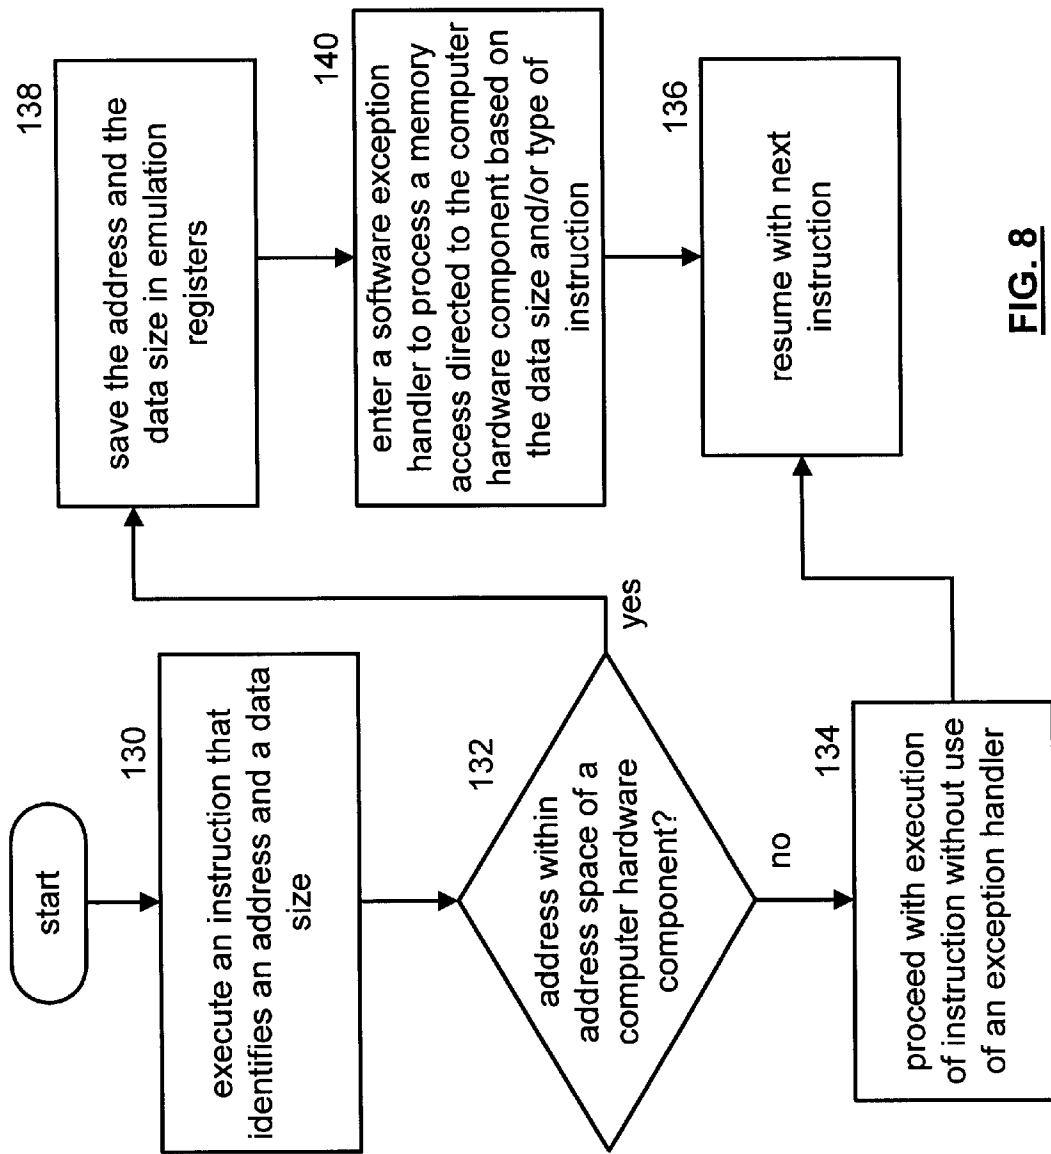 start
130
execute an instruction that
identifies an address and a data
size
132
address within
address space of a
computer hardware
component?
yes
no
134
proceed with execution
of instruction without use
of an exception handler
138
save the address and the
data size in emulation
registers
140
enter a software exception
handler to process a memory
access directed to the computer
hardware component based on
the data size and/or type of
instruction
136
resume with next
instruction
FIG. 8